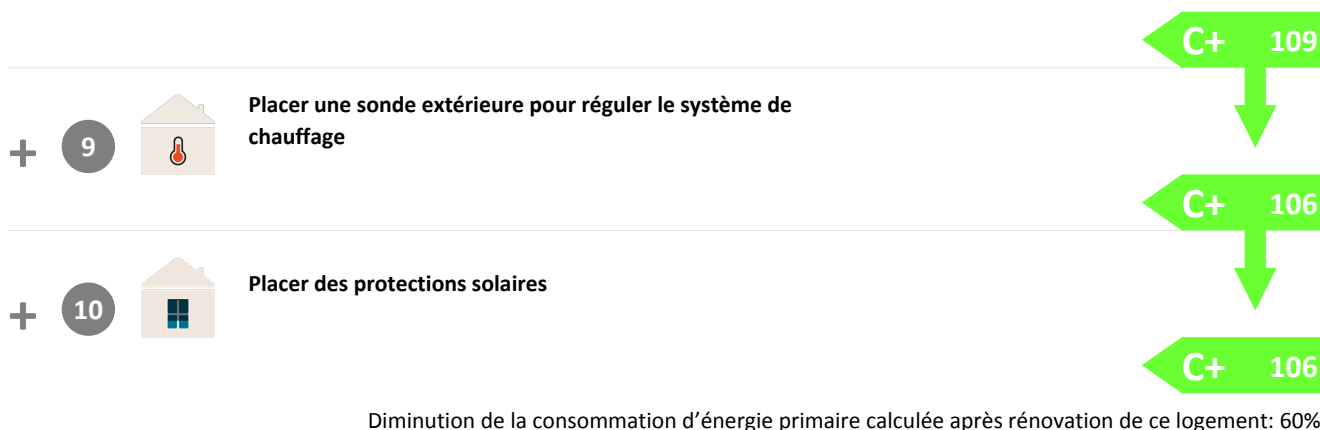 C+ 109
Placer une sonde extérieure pour réguler le système de
chauffage
+ 9
C+ 106
Placer des protections solaires
+ 10
C+ 106
Diminution de la consommation d’énergie primaire calculée après rénovation de ce logement: 60%